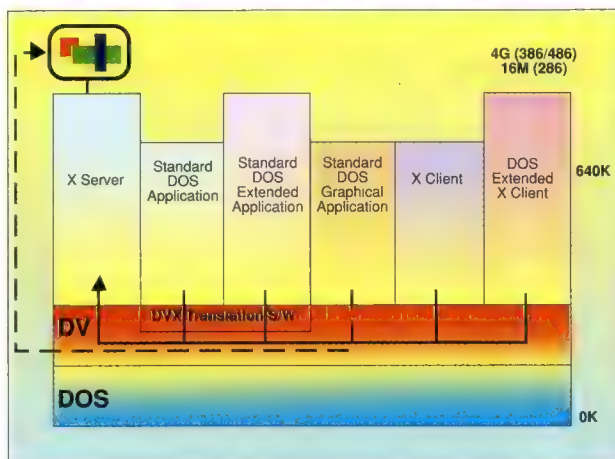 4G (386/486)
16M (286)
X Server
Standard
DOS
Application
Standard
DOS
Extended
Application
Standard
DOS
Graphical
Application
X Client
DOS
Extended
X Client
640K
DV
DVX Translation S/W
DOS
0K